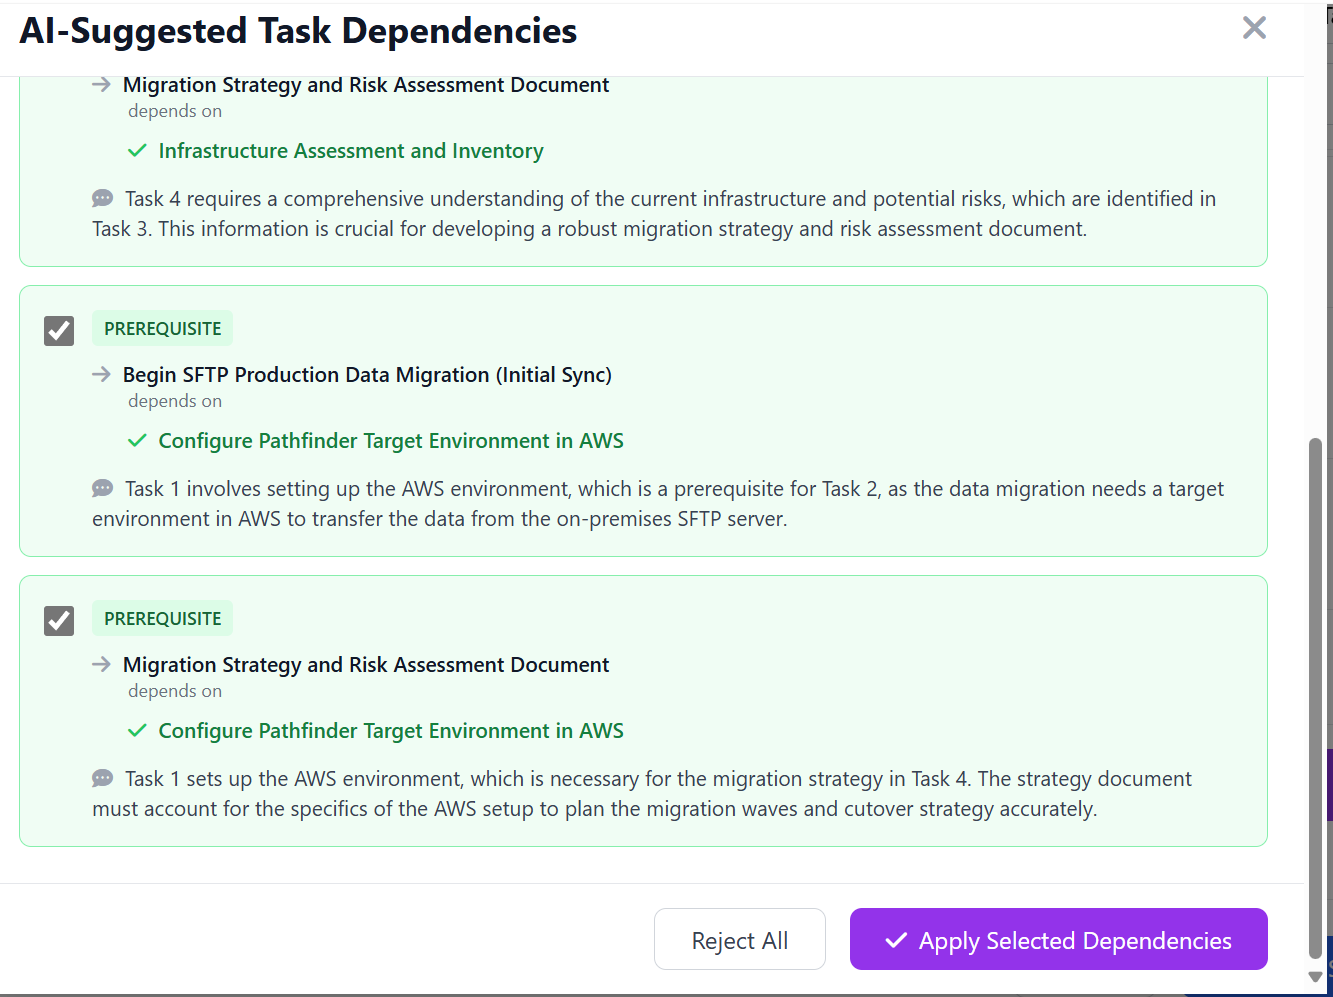 AI-Suggested Task Dependencies
Migration Strategy and Risk Assessment Document
depends on
Infrastructure Assessment and Inventory
Task 4 requires a comprehensive understanding of the current infrastructure and potential risks, which are identified in
Task 3. This information is crucial for developing a robust migration strategy and risk assessment document.
PREREQUISITE
Begin SFTP Production Data Migration (Initial Sync)
depends on
Configure Pathfinder Target Environment in AWS
Task 1 involves setting up the AWS environment, which is a prerequisite for Task 2, as the data migration needs a target
environment in AWS to transfer the data from the on-premises SFTP server.
PREREQUISITE
Migration Strategy and Risk Assessment Document
depends on
Configure Pathfinder Target Environment in AWS
Task 1 sets up the AWS environment, which is necessary for the migration strategy in Task 4. The strategy document
must account for the specifics of the AWS setup to plan the migration waves and cutover strategy accurately.
Reject All
Apply Selected Dependencies